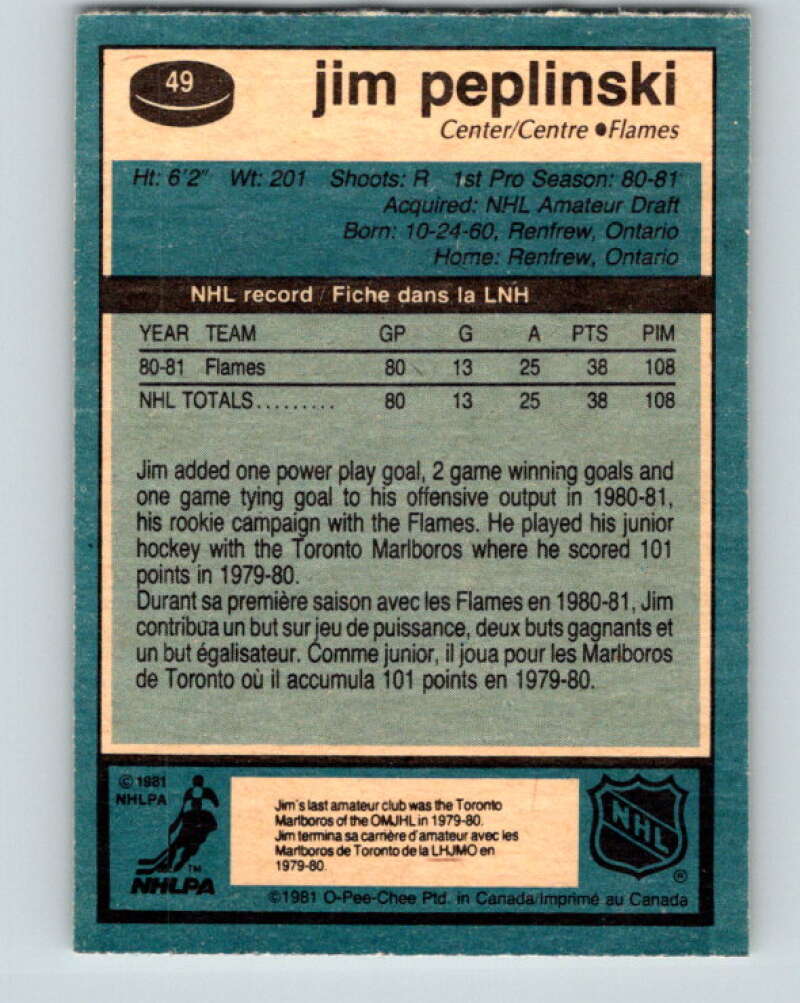 49
jim peplinski
Center/Centre •Flames
Ht: 6'2" Wt: 201 Shoots: R 1st Pro Season: 80-81
Acquired: NHL Amateur Draft
Born: 10-24-60, Renfrew, Ontario
Home: Renfrew, Ontario
NHL record / Fiche dans la LNH
YEAR TEAM GP G A PTS PIM
80-81 Flames 80 13 25 38 108
NHL TOTALS......... 80 13 25 38 108
Jim added one power play goal, 2 game winning goals and
one game tying goal to his offensive output in 1980-81,
his rookie campaign with the Flames. He played his junior
hockey with the Toronto Marlboros where he scored 101
points in 1979-80.
Durant sa première saison avec les Flames en 1980-81, Jim
contribua un but sur jeu de puissance, deux buts gagnants et
un but égalisateur. Comme junior, il joua pour les Marlboros
de Toronto où il accumula 101 points en 1979-80.
© 1981
NHLPA
TM
NHLPA
Jim's last amateur club was the Toronto
Marlboros of the OMJHL in 1979-80.
Jim termina sa carrière d'amateur avec les
Marlboros de Toronto de la LHJMO en
1979-80.
NHL
®
©1981 O-Pee-Chee Ptd. in Canada/Imprimé au Canada